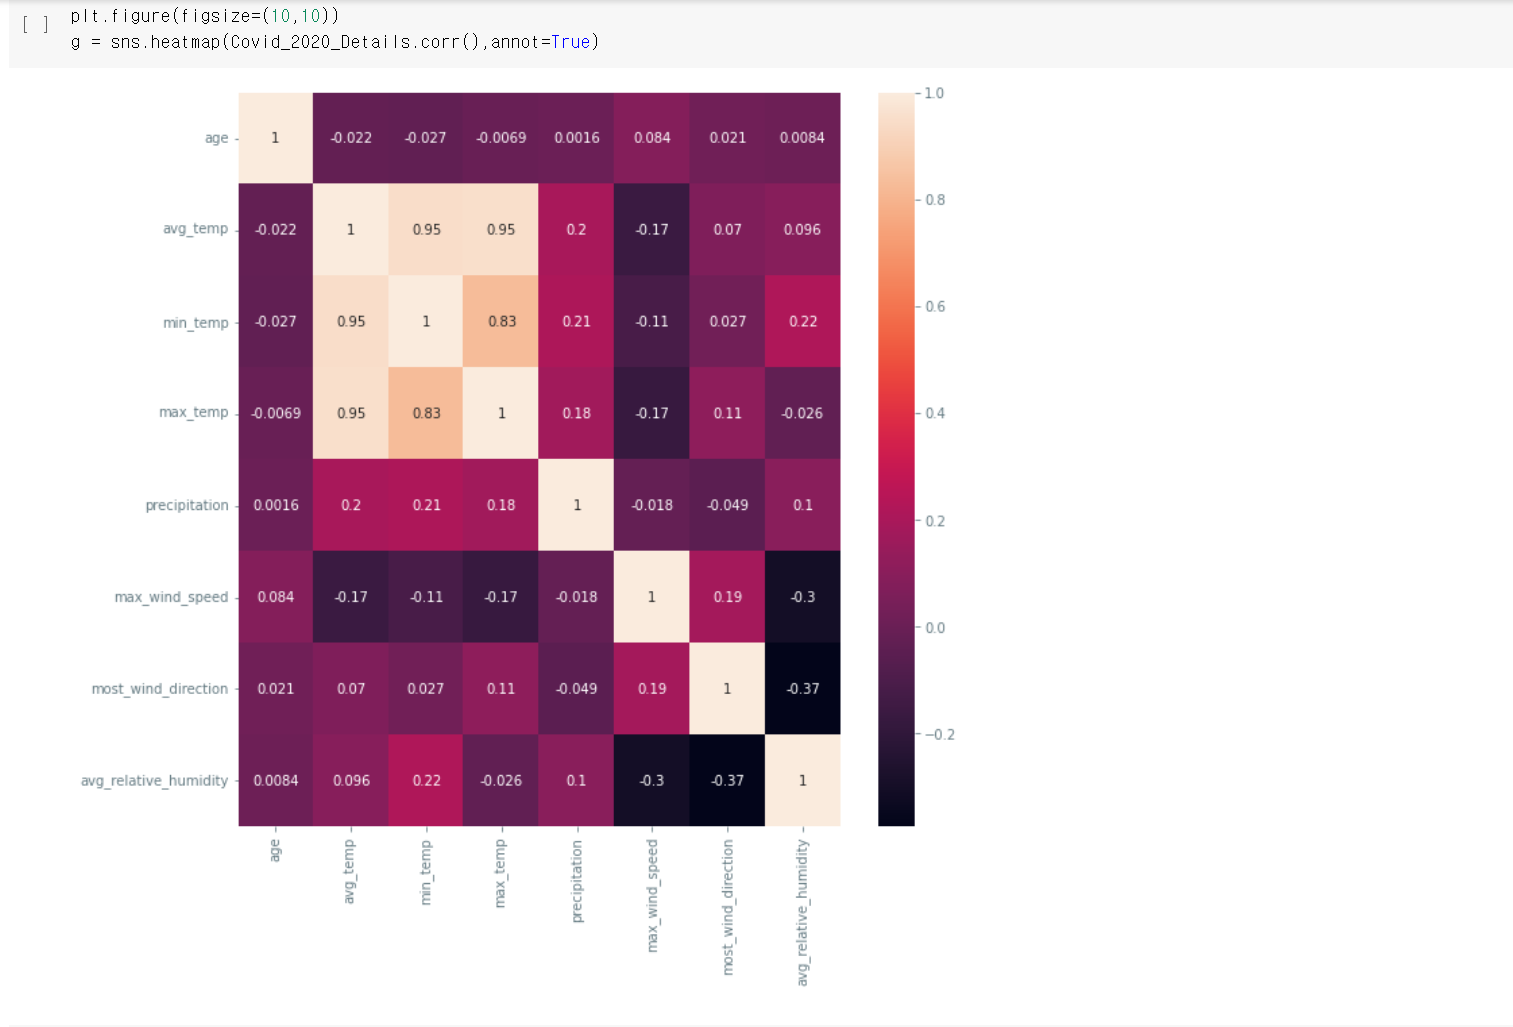 plt.figure(figsize=(10,10))
[ ]
g = sns.heatmap(Covid_2020_Details.corr(),annot=True)
1.0
age 1 -0.022 -0.027 -0.0069 0.0016 0.084 0.021 0.0084
0.8
avg_temp -0.022 1 0.95 0.95 0.2 -0.17 0.07 0.096
0.6
min_temp -0.027 0.95 1 0.83 0.21 -0.11 0.027 0.22
0.4
max_temp -0.0069 0.95 0.83 1 0.18 -0.17 0.11 -0.026
precipitation 0.0016 0.2 0.21 0.18 1 -0.018 -0.049 0.1
0.2
max_wind_speed 0.084 -0.17 -0.11 -0.17 -0.018 1 0.19 -0.3
0.0
most_wind_direction 0.021 0.07 0.027 0.11 -0.049 0.19 1 -0.37
−0.2
avg_relative_humidity 0.0084 0.096 0.22 -0.026 0.1 -0.3 -0.37 1
age
avg_temp
min_temp
max_temp
precipitation
max_wind_speed
most_wind_direction
avg_relative_humidity